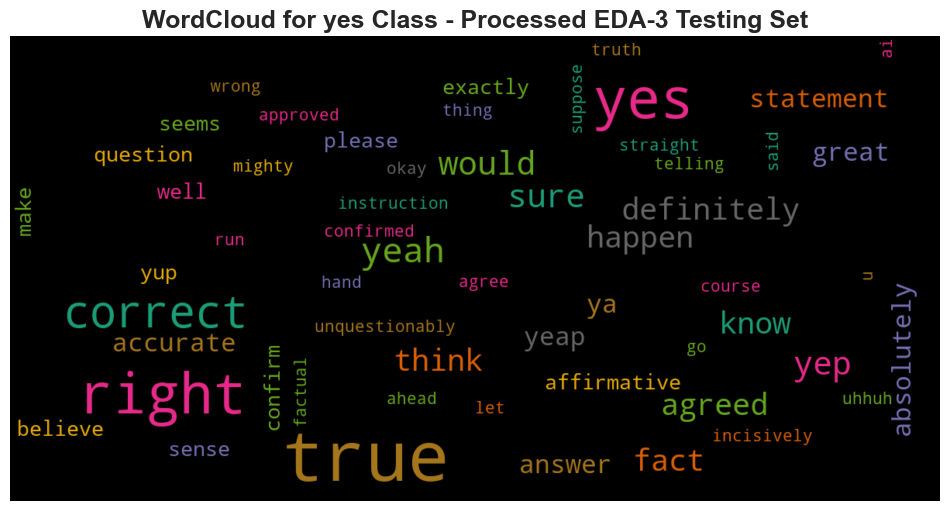 WordCloud for yes Class - Processed EDA-3 Testing Set
truth
ai
wrong
exactly
suppose
yes
statement
thing
approved
seems
please
straight
said
great
question
mighty
okay
would
telling
well
make
instruction
sure
definitely
run
confirmed
yeah
happen
yup
hand
agree
course
u
correct
accurate
unquestionably
ya
know
absolutely
yeap
go
think
yep
right
confirm
factual
affirmative
ahead
let
agreed
uhhuh
believe
sense
incisively
true
answer
fact